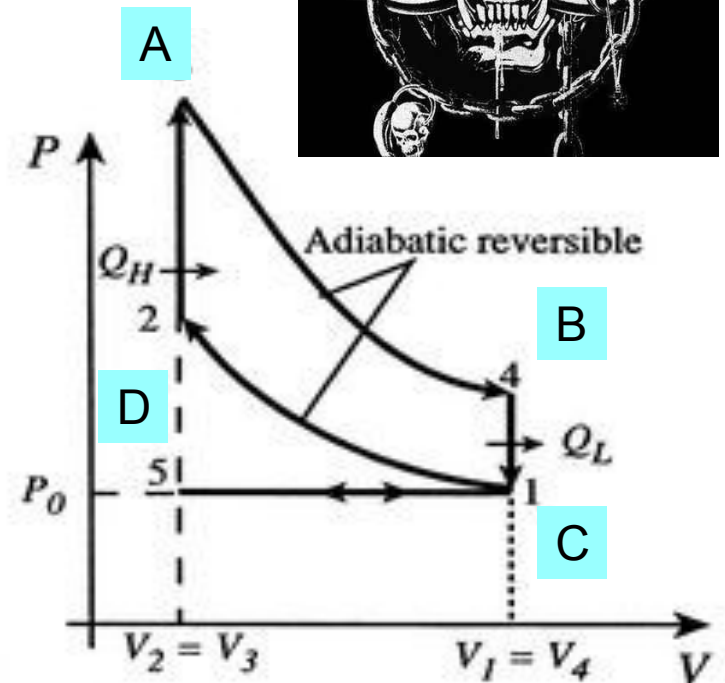 A
P
Adiabatic reversible
Q_H
2
B
4
D
Q_L
5
P_0
1
C
V_2 = V_3
V_1 = V_4
V